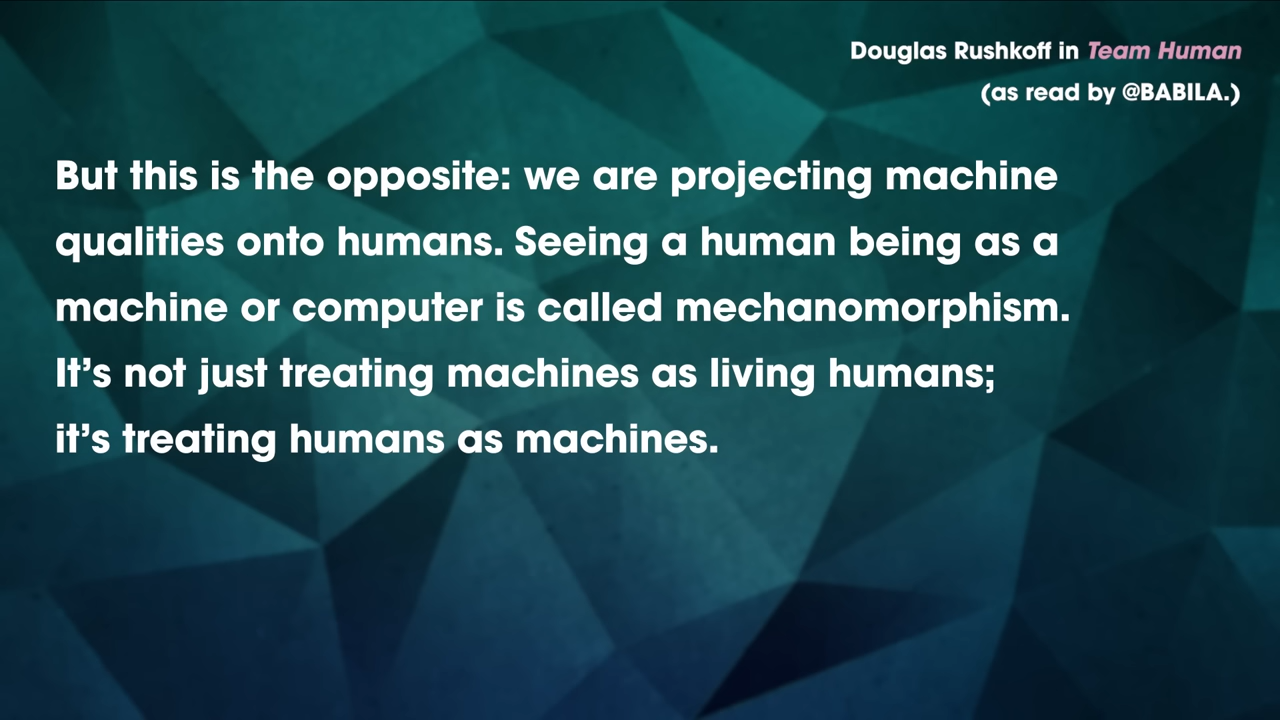 Douglas Rushkoff in Team Human
(as read by @BABILA.)
But this is the opposite: we are projecting machine
qualities onto humans. Seeing a human being as a
machine or computer is called mechanomorphism.
It’s not just treating machines as living humans;
it’s treating humans as machines.